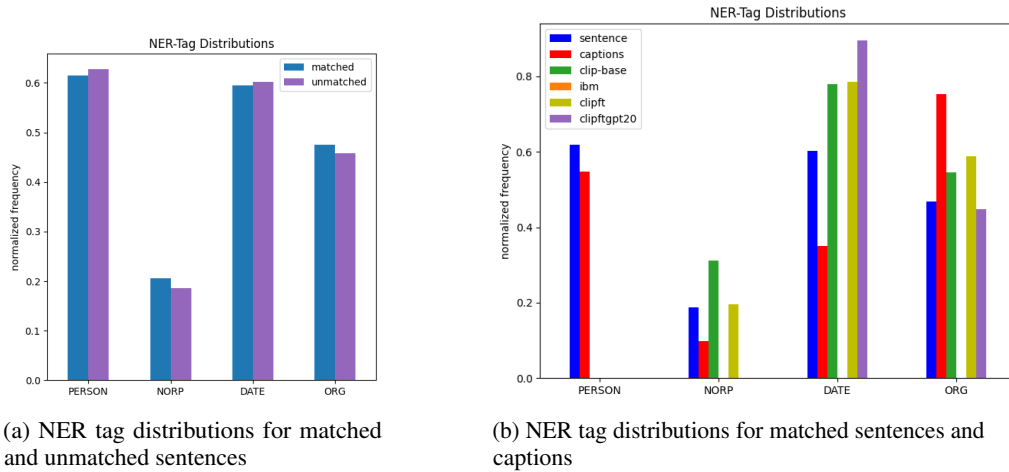 NER-Tag Distributions
matched
unmatched
normalized frequency
0.6
0.5
0.4
0.3
0.2
0.1
0.0
PERSON NORP DATE ORG
(a) NER tag distributions for matched
and unmatched sentences
NER-Tag Distributions
sentence
captions
clip-base
ibm
clipft
clipftgpt20
normalized frequency
0.8
0.6
0.4
0.2
0.0
PERSON NORP DATE ORG
(b) NER tag distributions for matched sentences and
captions